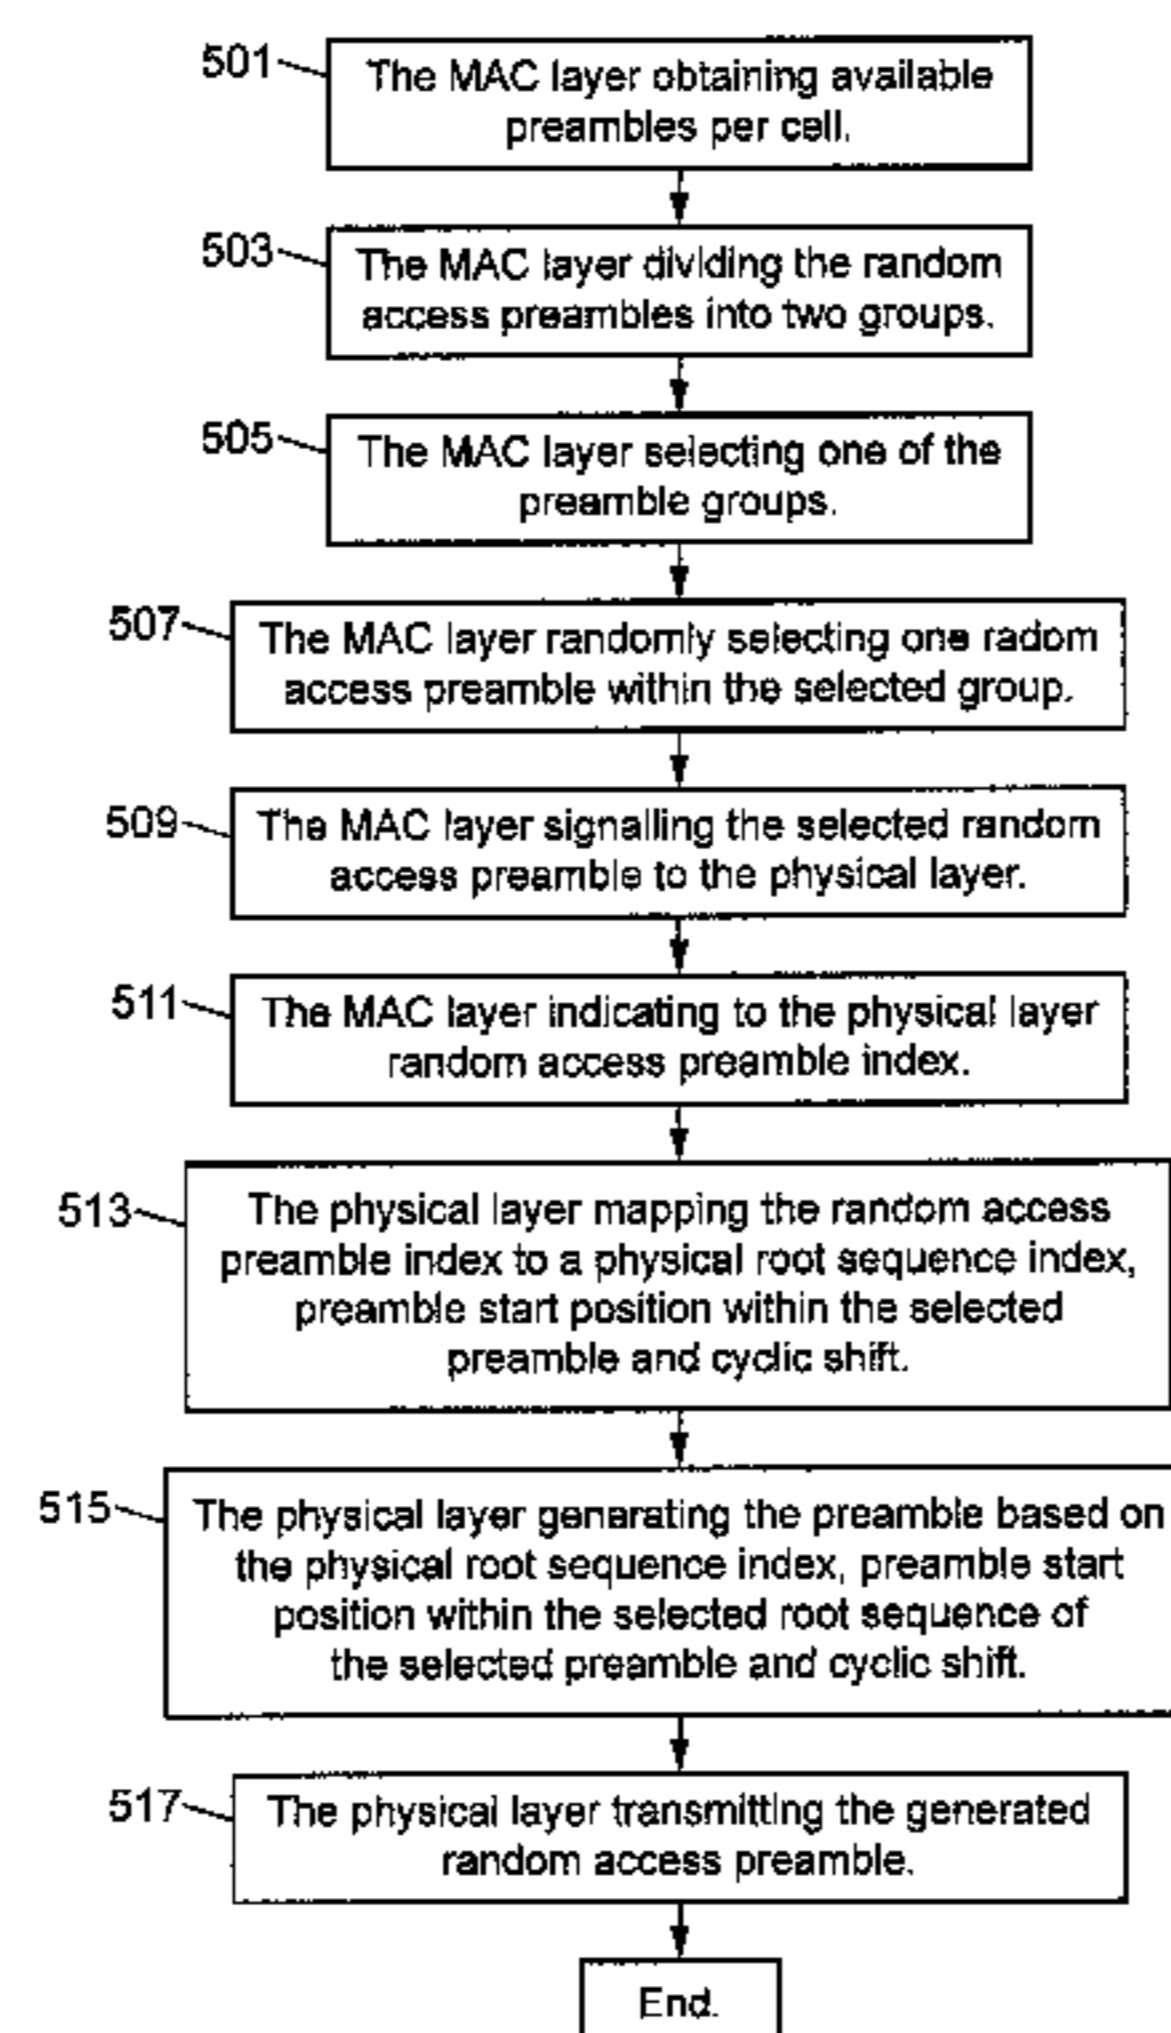 501
The MAC layer obtaining available
preambles per cell.
503
The MAC layer dividing the random
access preambles into two groups.
505
The MAC layer selecting one of the
preamble groups.
507
The MAC layer randomly selecting one radom
access preamble within the selected group.
509
The MAC layer signalling the selected random
access preamble to the physical layer.
511
The MAC layer indicating to the physical layer
random access preamble index.
513
The physical layer mapping the random access
preamble index to a physical root sequence index,
preamble start position within the selected
preamble and cyclic shift.
515
The physical layer generating the preamble based on
the physical root sequence index, preamble start
position within the selected root sequence of
the selected preamble and cyclic shift.
517
The physical layer transmitting the generated
random access preamble.
End.